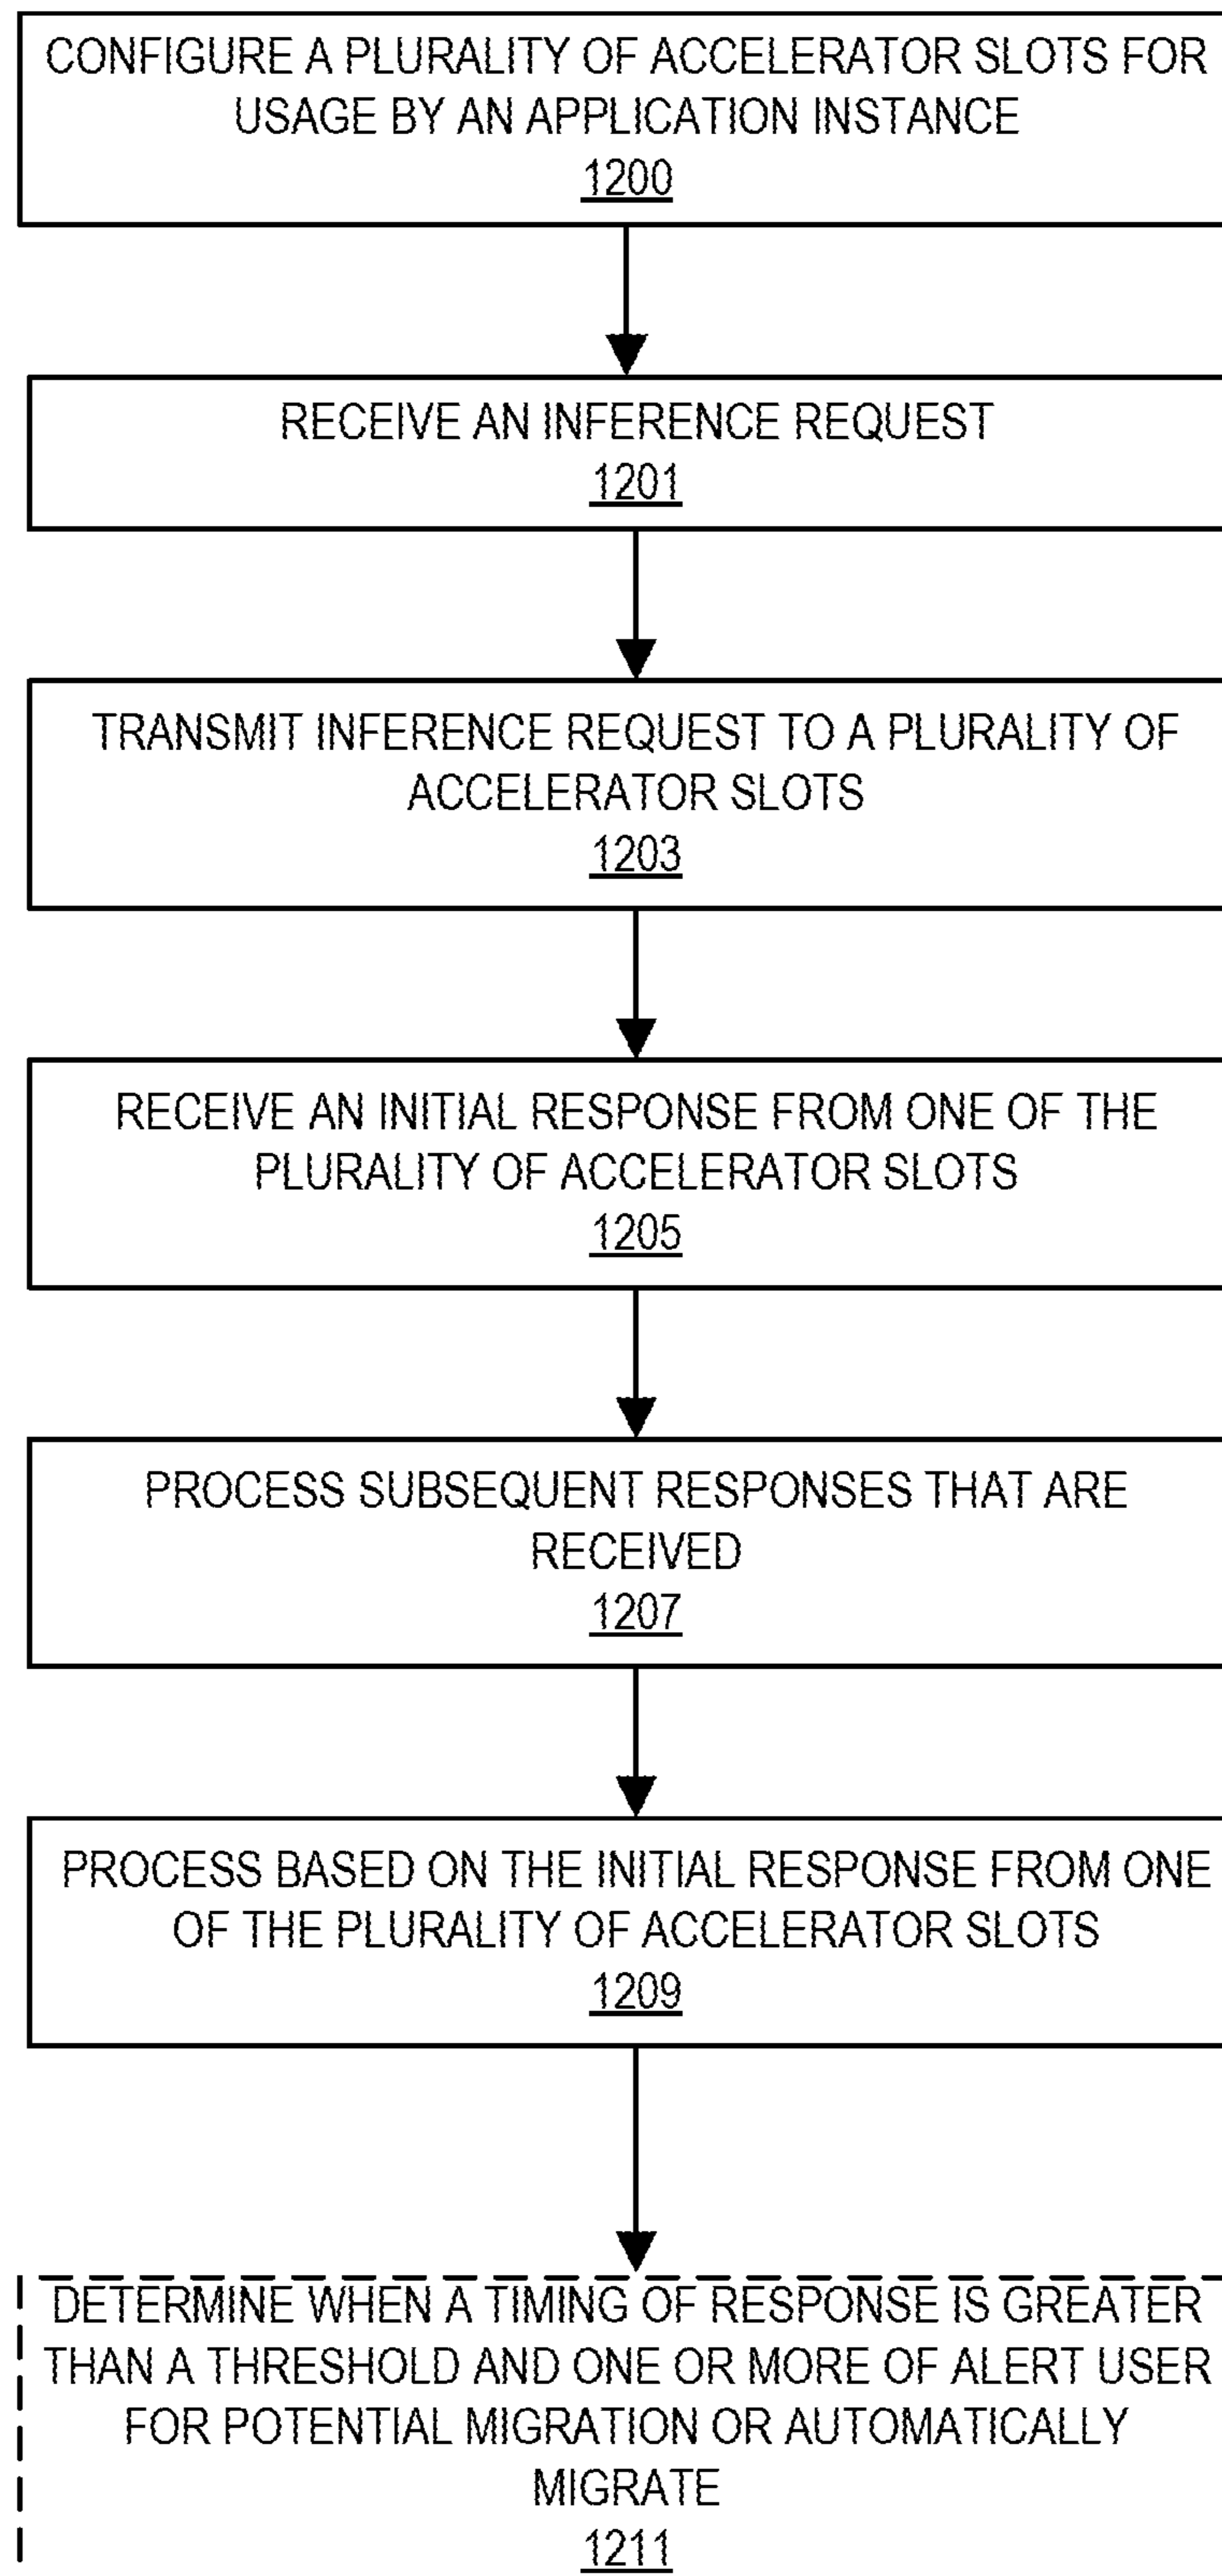 CONFIGURE A PLURALITY OF ACCELERATOR SLOTS FOR
USAGE BY AN APPLICATION INSTANCE
1200
RECEIVE AN INFERENCE REQUEST
1201
TRANSMIT INFERENCE REQUEST TO A PLURALITY OF
ACCELERATOR SLOTS
1203
RECEIVE AN INITIAL RESPONSE FROM ONE OF THE
PLURALITY OF ACCELERATOR SLOTS
1205
PROCESS SUBSEQUENT RESPONSES THAT ARE
RECEIVED
1207
PROCESS BASED ON THE INITIAL RESPONSE FROM ONE
OF THE PLURALITY OF ACCELERATOR SLOTS
1209
DETERMINE WHEN A TIMING OF RESPONSE IS GREATER
THAN A THRESHOLD AND ONE OR MORE OF ALERT USER
FOR POTENTIAL MIGRATION OR AUTOMATICALLY
MIGRATE
1211